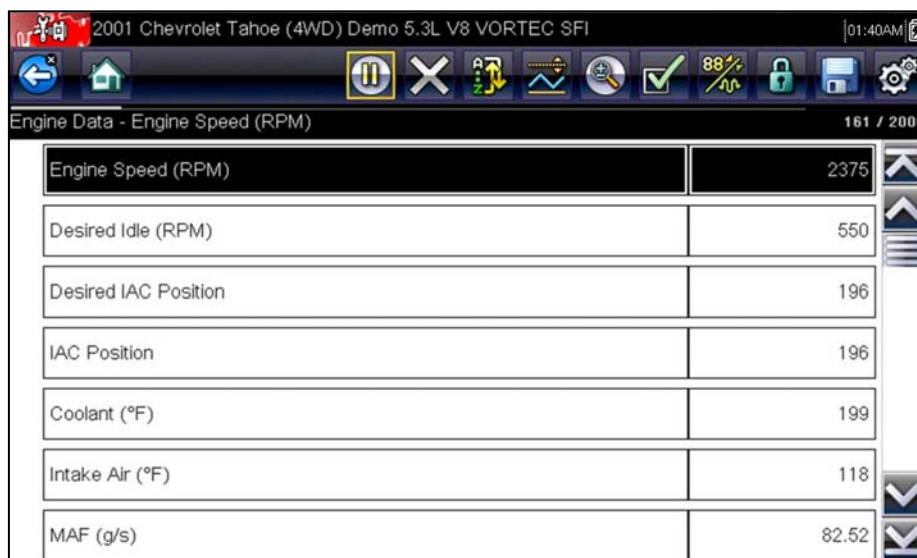 2001 Chevrolet Tahoe (4WD) Demo 5.3L V8 VORTEC SFI 01:40AM
Engine Data - Engine Speed (RPM) 161 / 200
Engine Speed (RPM) 2375
Desired Idle (RPM) 550
Desired IAC Position 196
IAC Position 196
Coolant (°F) 199
Intake Air (°F) 118
MAF (g/s) 82.52